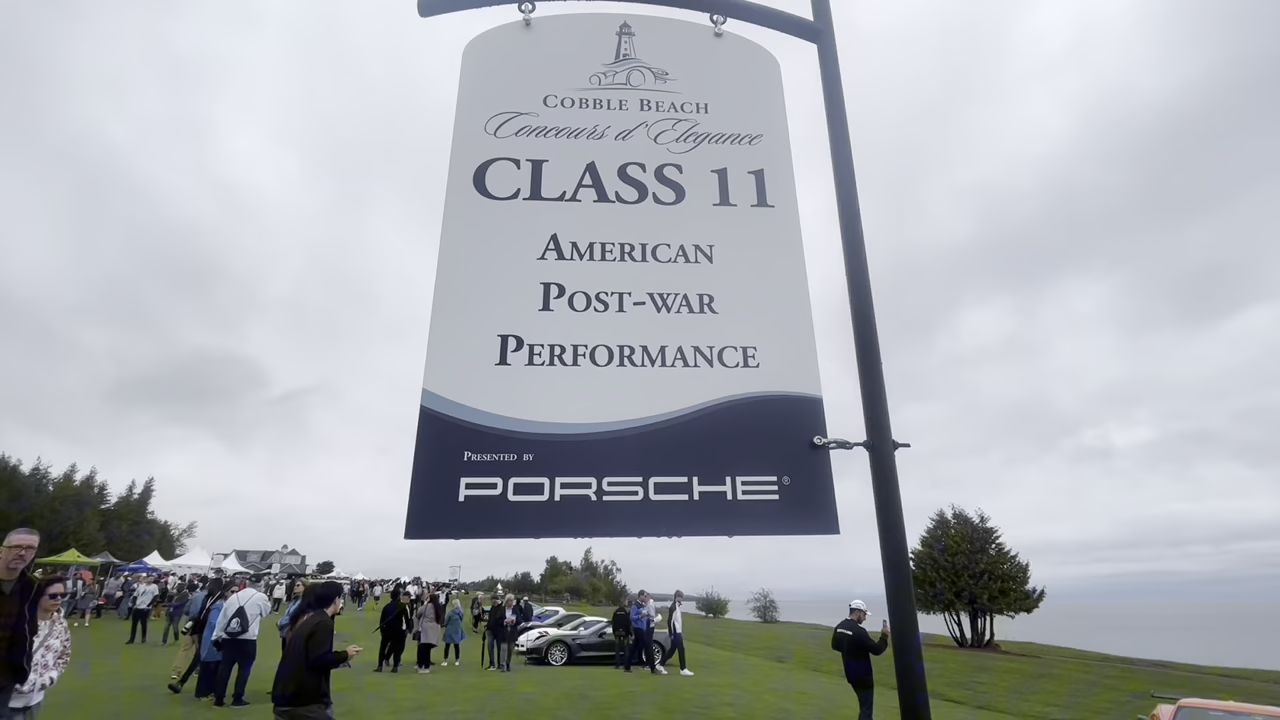 COBBLE BEACH
Concours d'Elegance
CLASS 11
AMERICAN
POST-WAR
PERFORMANCE
PRESENTED BY
PORSCHE®